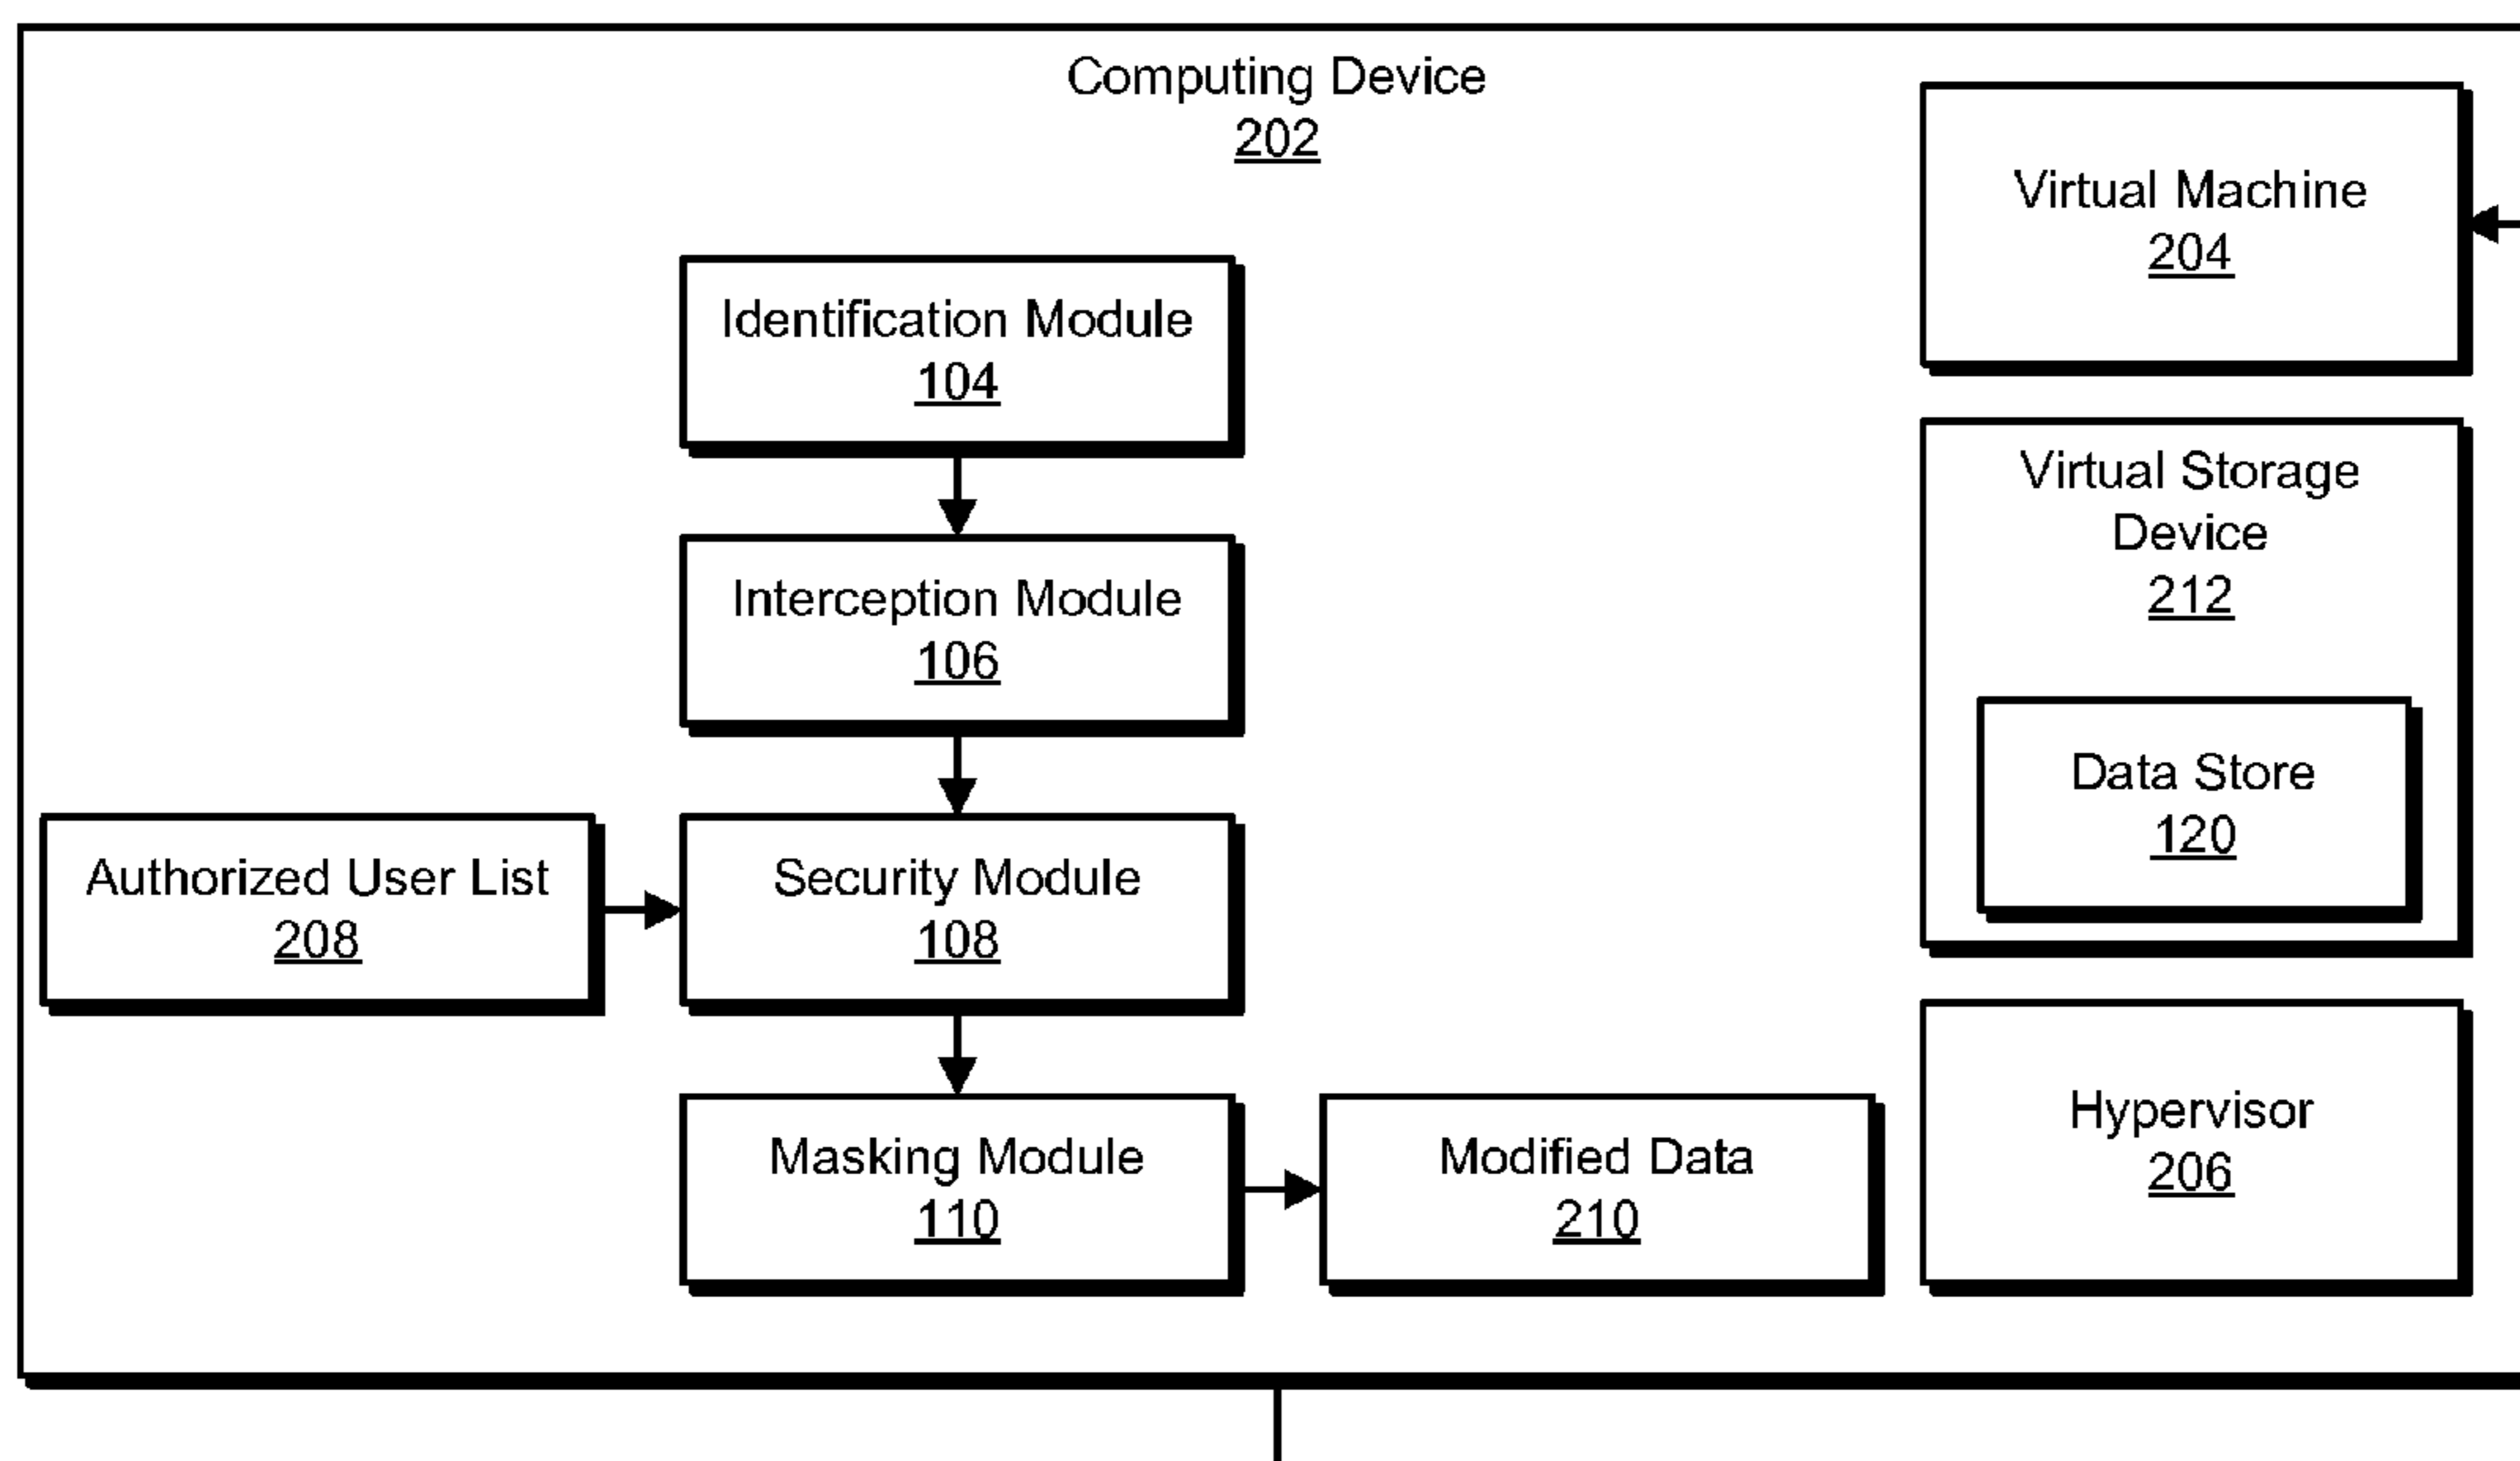 Computing Device
202
Virtual Machine
204
Identification Module
104
Virtual Storage
Device
212
Interception Module
106
Data Store
120
Authorized User List
208
Security Module
108
Hypervisor
206
Masking Module
110
Modified Data
210